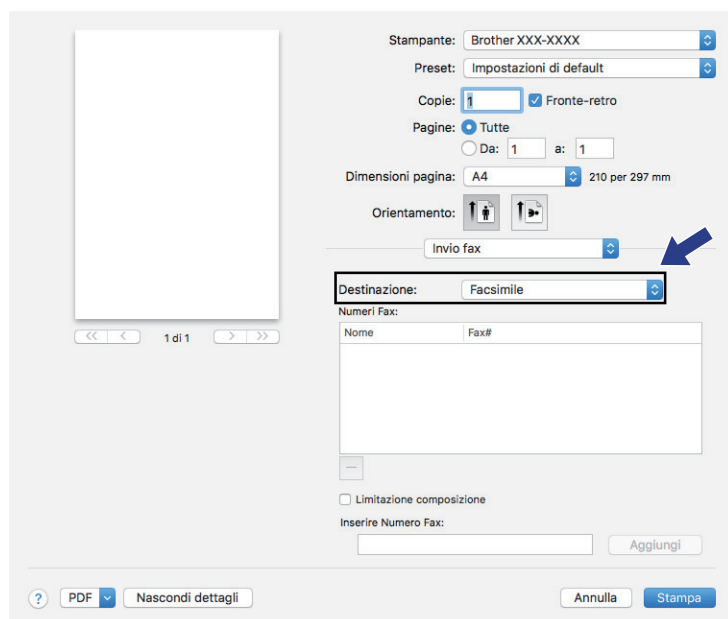 Stampante: Brother XXX-XXXX
Preset: Impostazioni di default
Copie: 1 Fronte-retro
Pagine: Tutte
Da: 1 a: 1
Dimensioni pagina: A4 210 per 297 mm
Orientamento:
Invio fax
Destinazione: Facsimile
Numeri Fax:
Nome Fax#
1 di 1
Limitazione composizione
Inserire Numero Fax:
Aggiungi
? PDF Nascondi dettagli Annulla Stampa